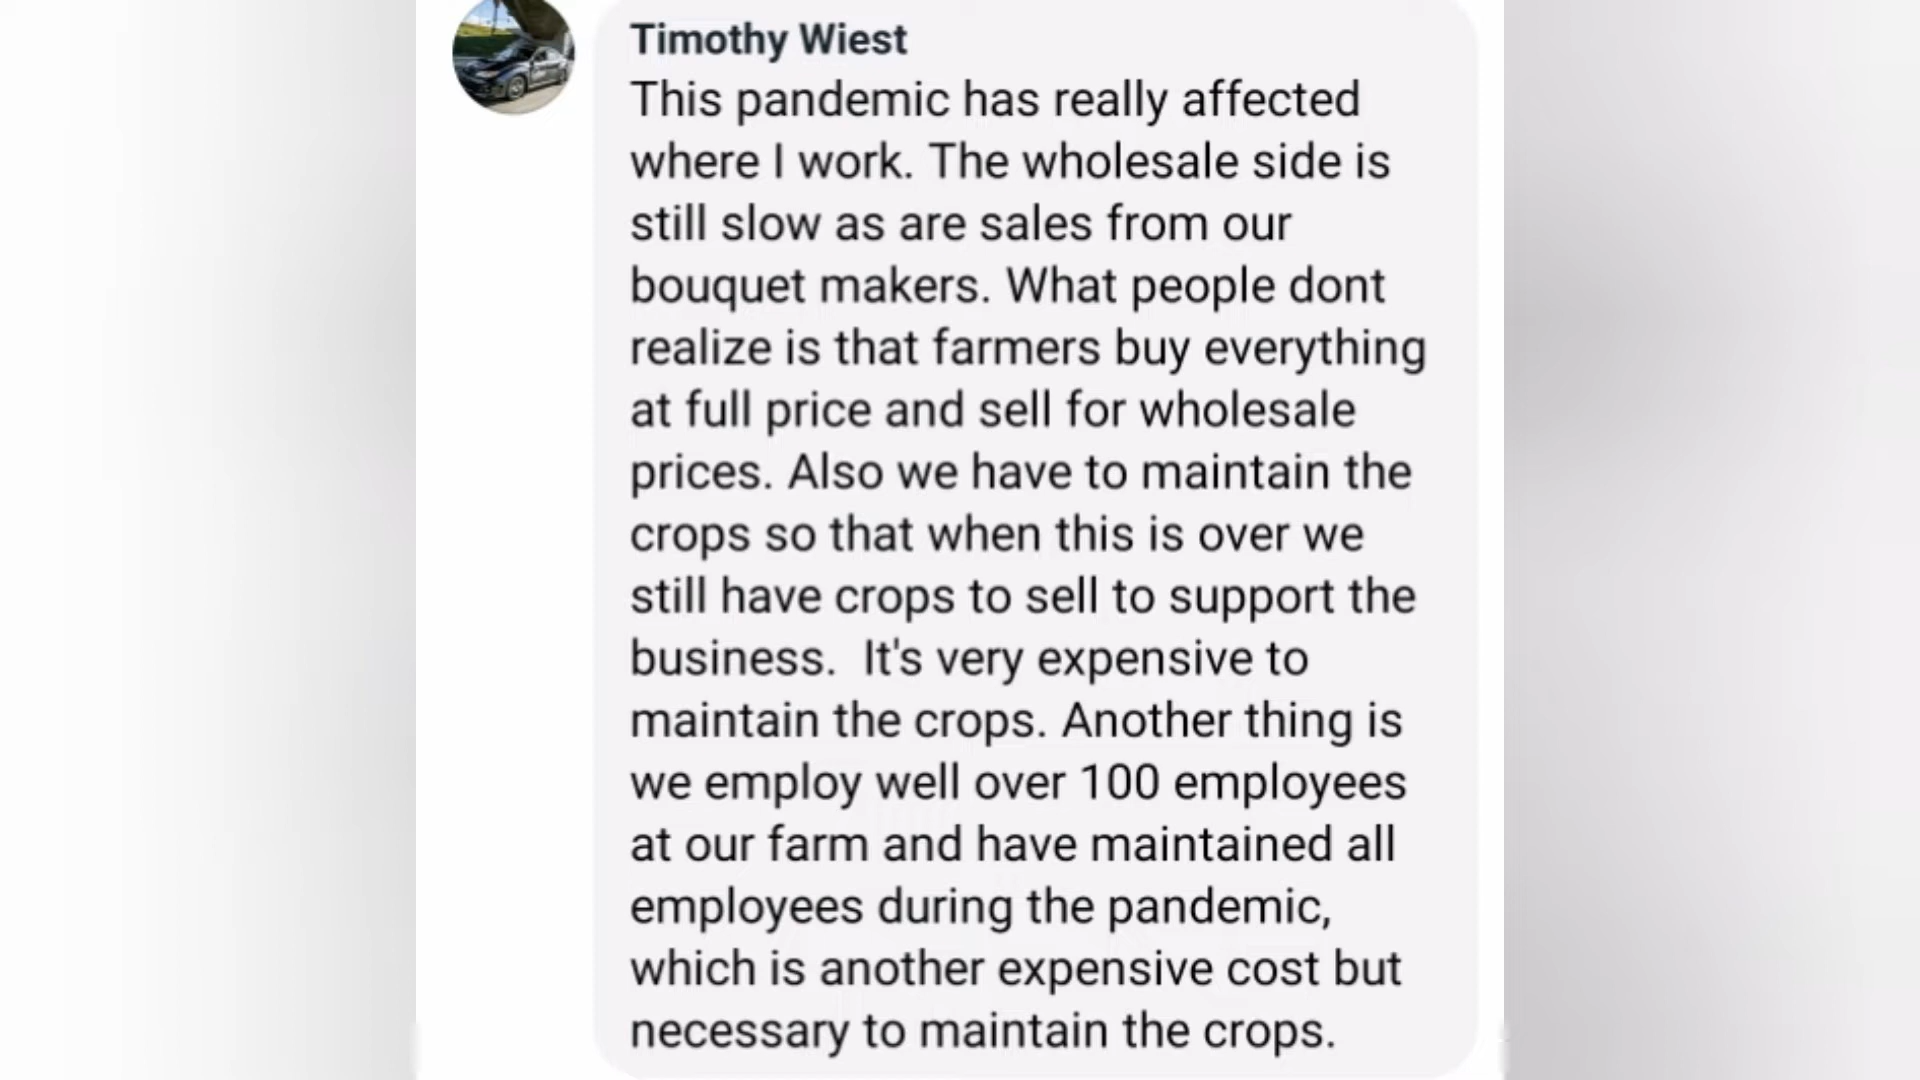 Timothy Wiest
This pandemic has really affected
where I work. The wholesale side is
still slow as are sales from our
bouquet makers. What people dont
realize is that farmers buy everything
at full price and sell for wholesale
prices. Also we have to maintain the
crops so that when this is over we
still have crops to sell to support the
business.  It's very expensive to
maintain the crops. Another thing is
we employ well over 100 employees
at our farm and have maintained all
employees during the pandemic,
which is another expensive cost but
necessary to maintain the crops.